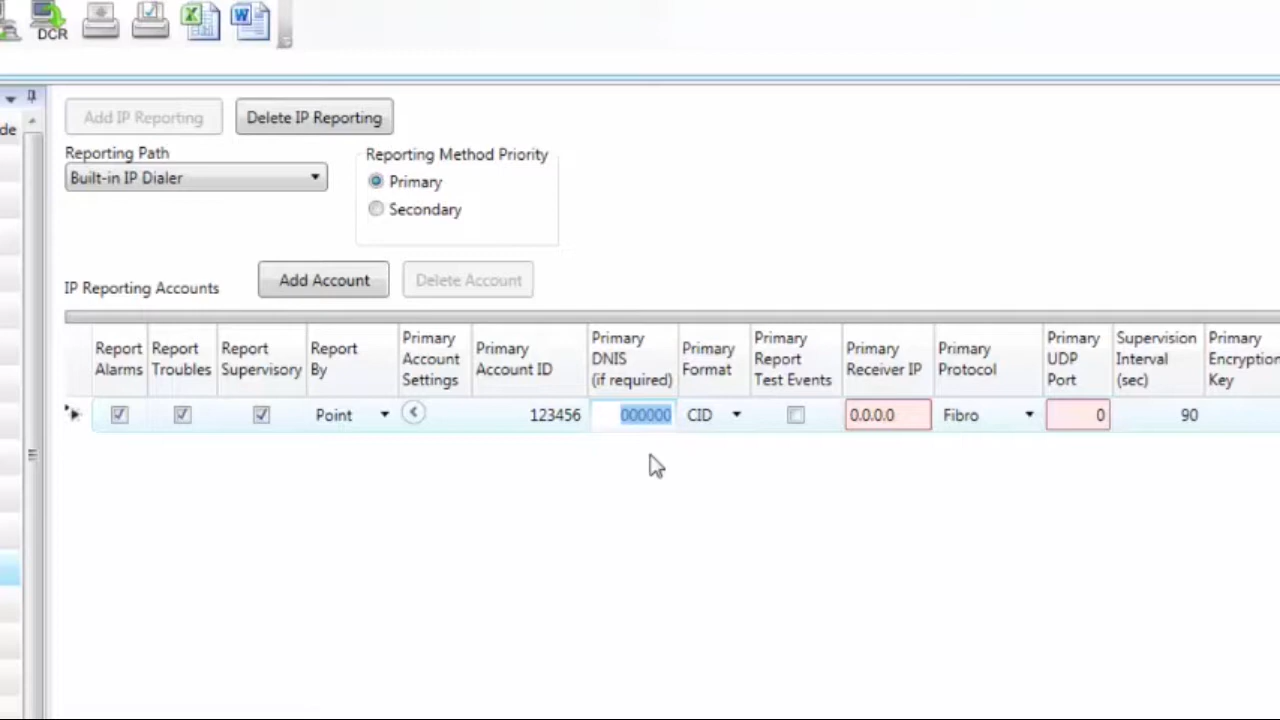 DCR
Add IP Reporting
Delete IP Reporting
de
Reporting Path
Built-in IP Dialer
Reporting Method Priority
Primary
Secondary
IP Reporting Accounts
Add Account
Delete Account
Report
Alarms
Report
Troubles
Report
Supervisory
Report
By
Primary
Account
Settings
Primary
Account ID
Primary
DNIS
(if required)
Primary
Format
Primary
Report
Test Events
Primary
Receiver IP
Primary
Protocol
Primary
UDP
Port
Supervision
Interval
(sec)
Primary
Encryption
Key
Point
123456
000000
CID
0.0.0.0
Fibro
0
90